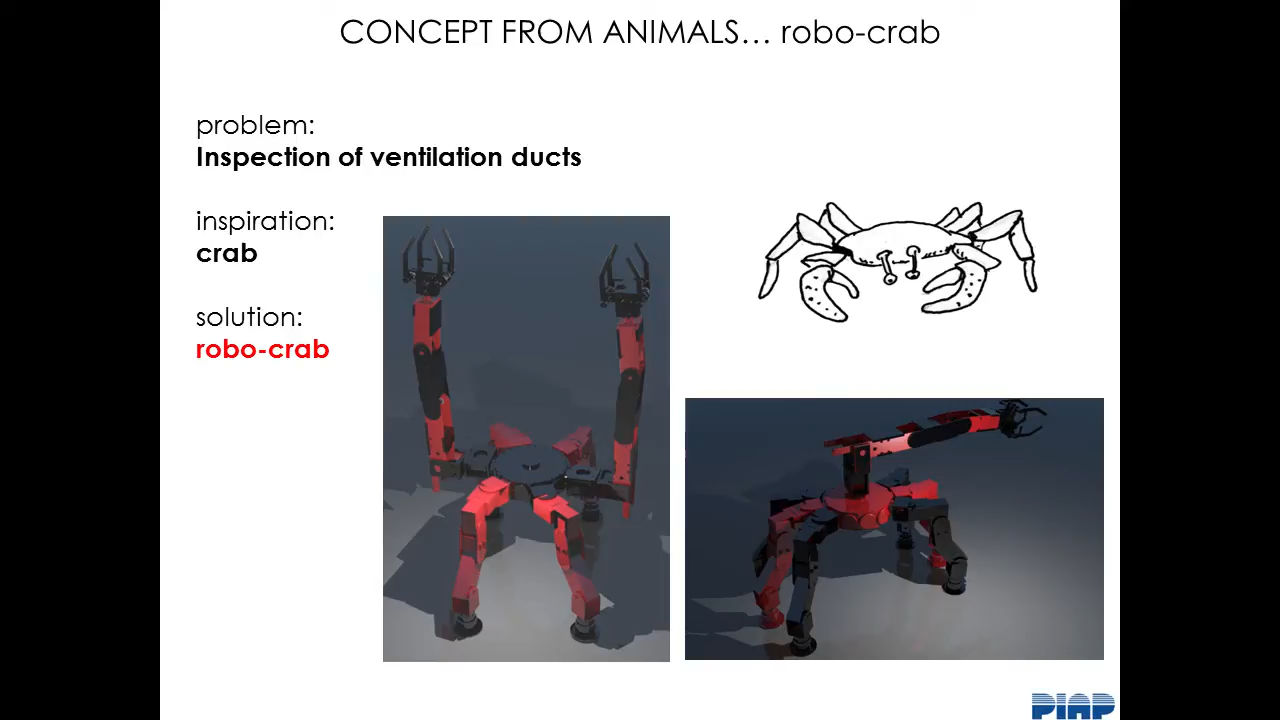 CONCEPT FROM ANIMALS… robo-crab
problem:
Inspection of ventilation ducts
inspiration:
crab
solution:
robo-crab
PIAP